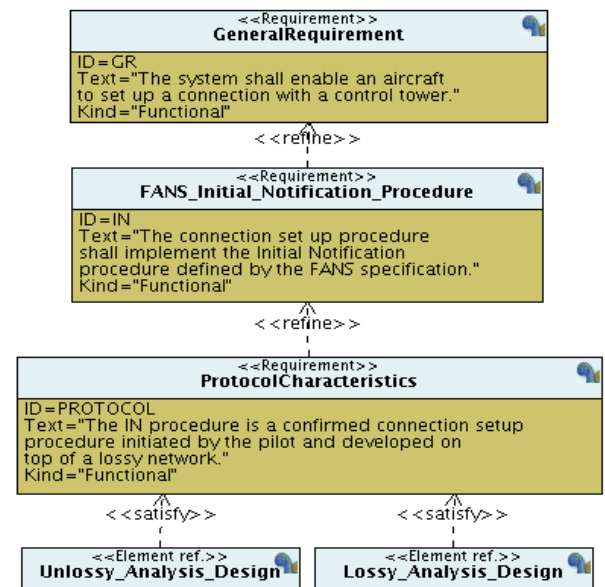 <<Requirement>>
GeneralRequirement
ID=GR
Text="The system shall enable an aircraft
to set up a connection with a control tower."
Kind="Functional"
<<refine>>
<<Requirement>>
FANS_Initial_Notification_Procedure
ID=IN
Text="The connection set up procedure
shall implement the Initial Notification
procedure defined by the FANS specification."
Kind="Functional"
<<refine>>
<<Requirement>>
ProtocolCharacteristics
ID=PROTOCOL
Text="The IN procedure is a confirmed connection setup
procedure initiated by the pilot and developed on
top of a lossy network."
Kind="Functional"
<<satisfy>> <<satisfy>>
<<Element ref.>> <<Element ref.>>
Unlossy_Analysis_Design Lossy_Analysis_Design